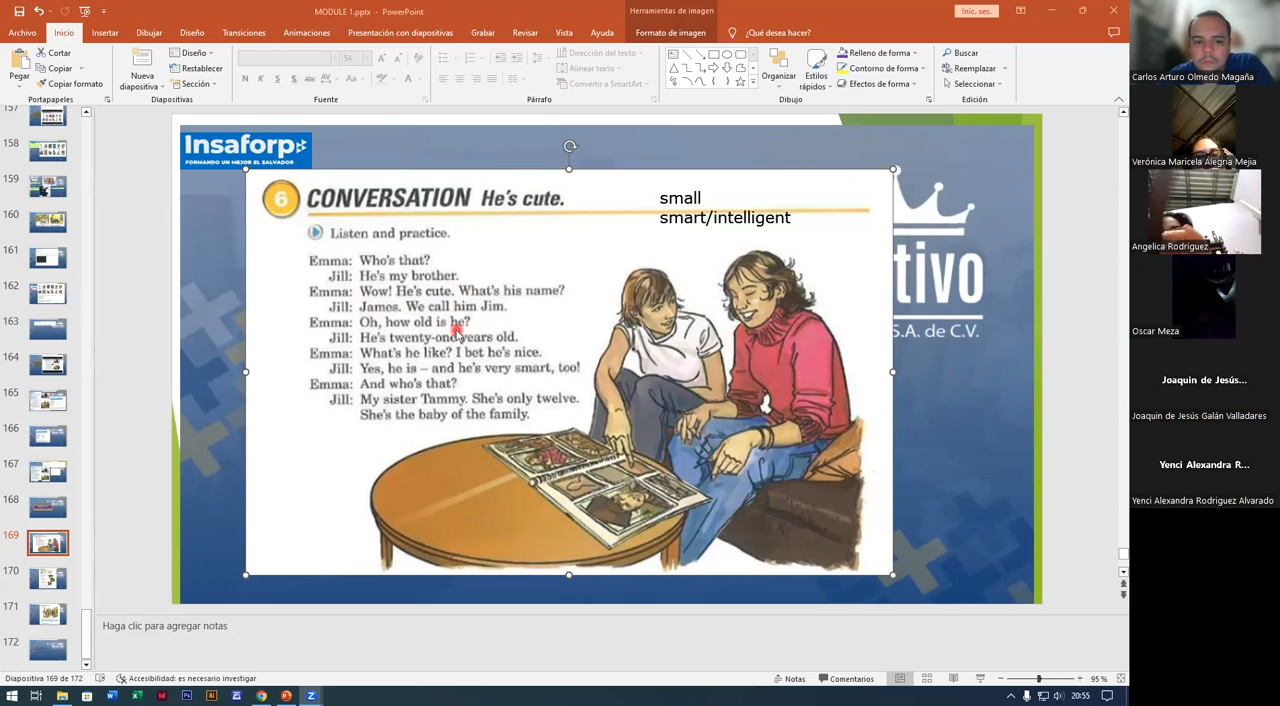 MODULE 1.pptx - PowerPoint
Herramientas de imagen
Inic. ses.
Archivo Inicio Insertar Dibujar Diseño Transiciones Animaciones Presentación con diapositivas Grabar Revisar Vista Ayuda Formato de imagen ¿Qué desea hacer?
Pegar
Cortar
Copiar
Copiar formato
Portapapeles
Nueva
diapositiva
Diseño
Restablecer
Sección
Diapositivas
54
N K S S abc AV Aa A
Fuente
Dirección del texto
Alinear texto
Convertir a SmartArt
Párrafo
Organizar
Estilos
rápidos
Relleno de forma
Contorno de forma
Efectos de forma
Dibujo
Buscar
Reemplazar
Seleccionar
Edición
157
158
159
160
161
162
163
164
165
166
167
168
169
170
171
172
Insaforp
FORMANDO UN MEJOR EL SALVADOR
6 CONVERSATION He's cute.
small
smart/intelligent
Listen and practice.
Emma: Who's that?
Jill: He's my brother.
Emma: Wow! He's cute. What's his name?
Jill: James. We call him Jim.
Emma: Oh, how old is he?
Jill: He's twenty-one years old.
Emma: What's he like? I bet he's nice.
Jill: Yes, he is – and he's very smart, too!
Emma: And who's that?
Jill: My sister Tammy. She's only twelve.
She's the baby of the family.
tivo
S.A. de C.V.
Haga clic para agregar notas
Diapositiva 169 de 172
Accesibilidad: es necesario investigar
Notas
Comentarios
95 %
20:55
Carlos Arturo Olmedo Magaña
Verónica Maricela Alegría Mejia
Angelica Rodriguez
Oscar Meza
Joaquin de Jesús...
Joaquin de Jesús Galán Valladares
Yenci Alexandra R...
Yenci Alexandra Rodriguez Alvarado